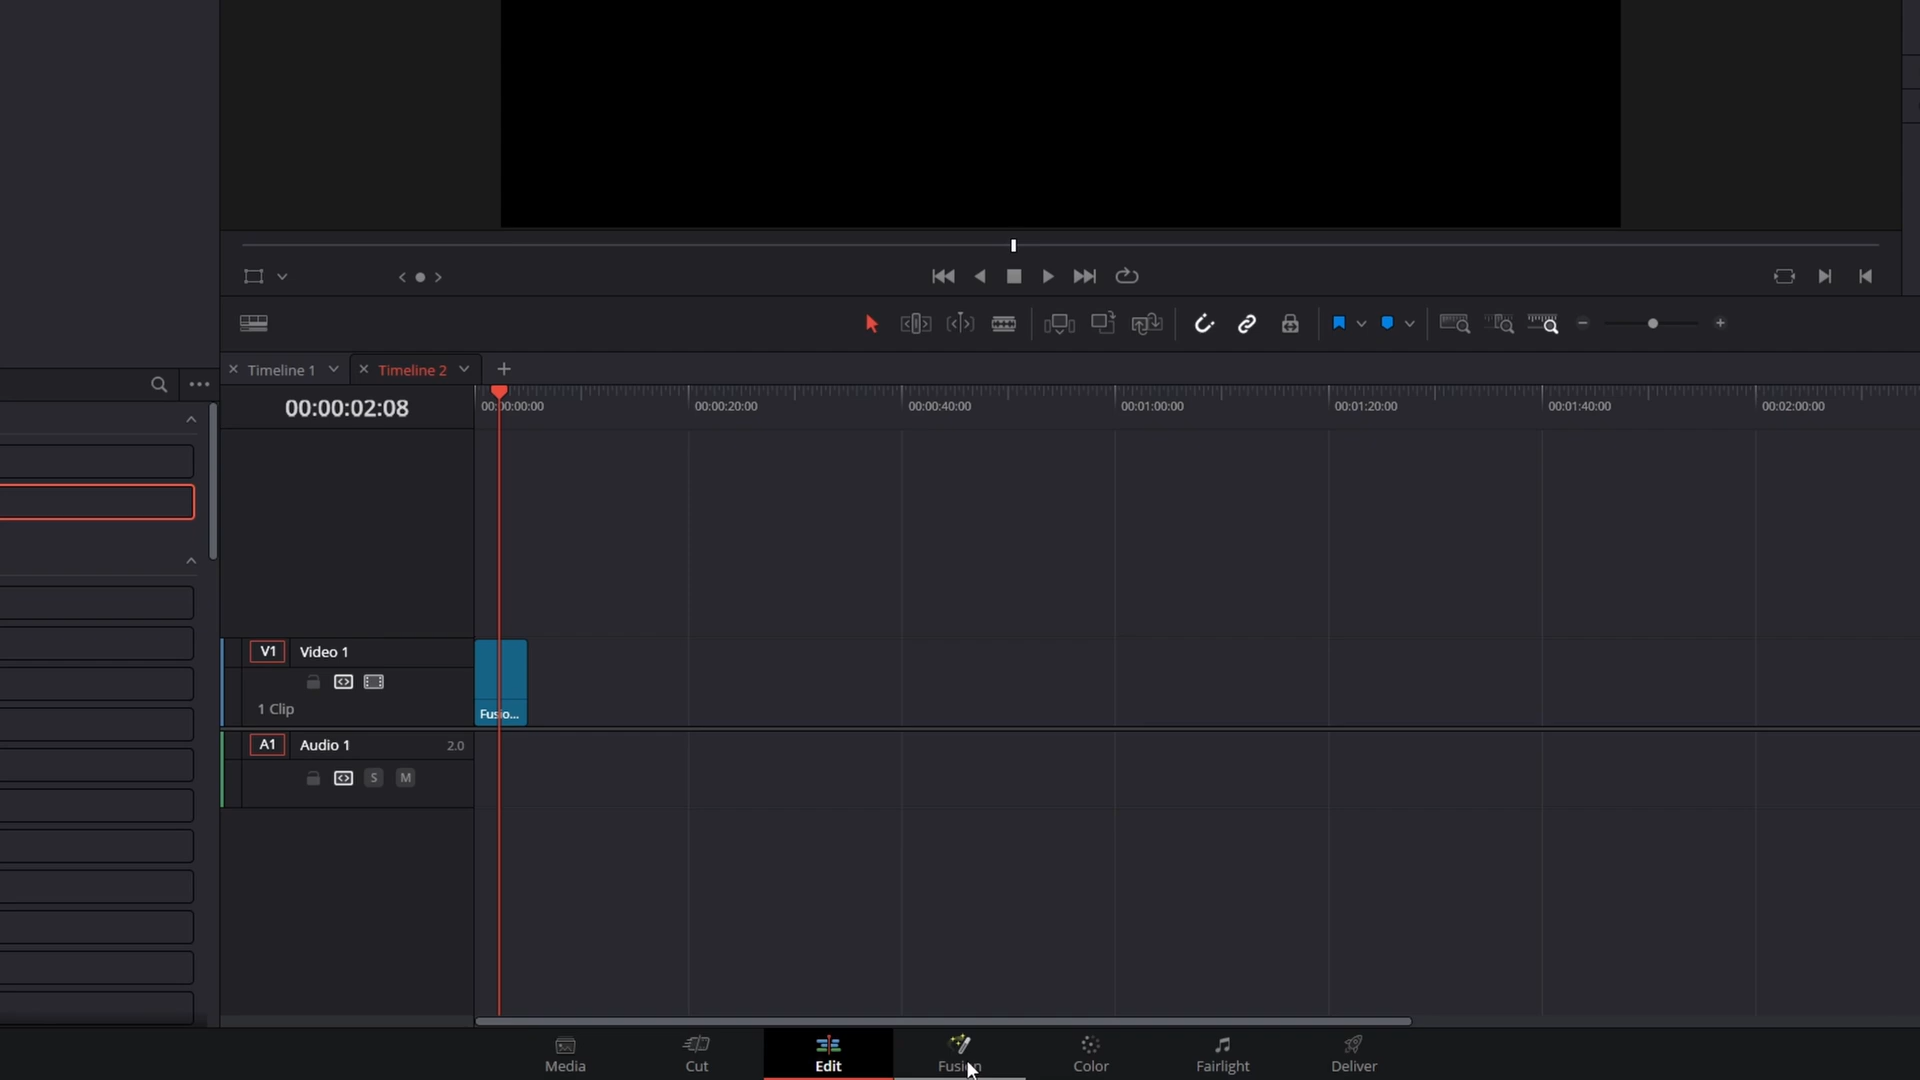 Timeline 1
Timeline 2
00:00:02:08
00:00:00:00
00:00:20:00
00:00:40:00
00:01:00:00
00:01:20:00
00:01:40:00
00:02:00:00
V1
Video 1
1 Clip
Fusio...
A1
Audio 1
2.0
S
M
Media
Cut
Edit
Fusion
Color
Fairlight
Deliver